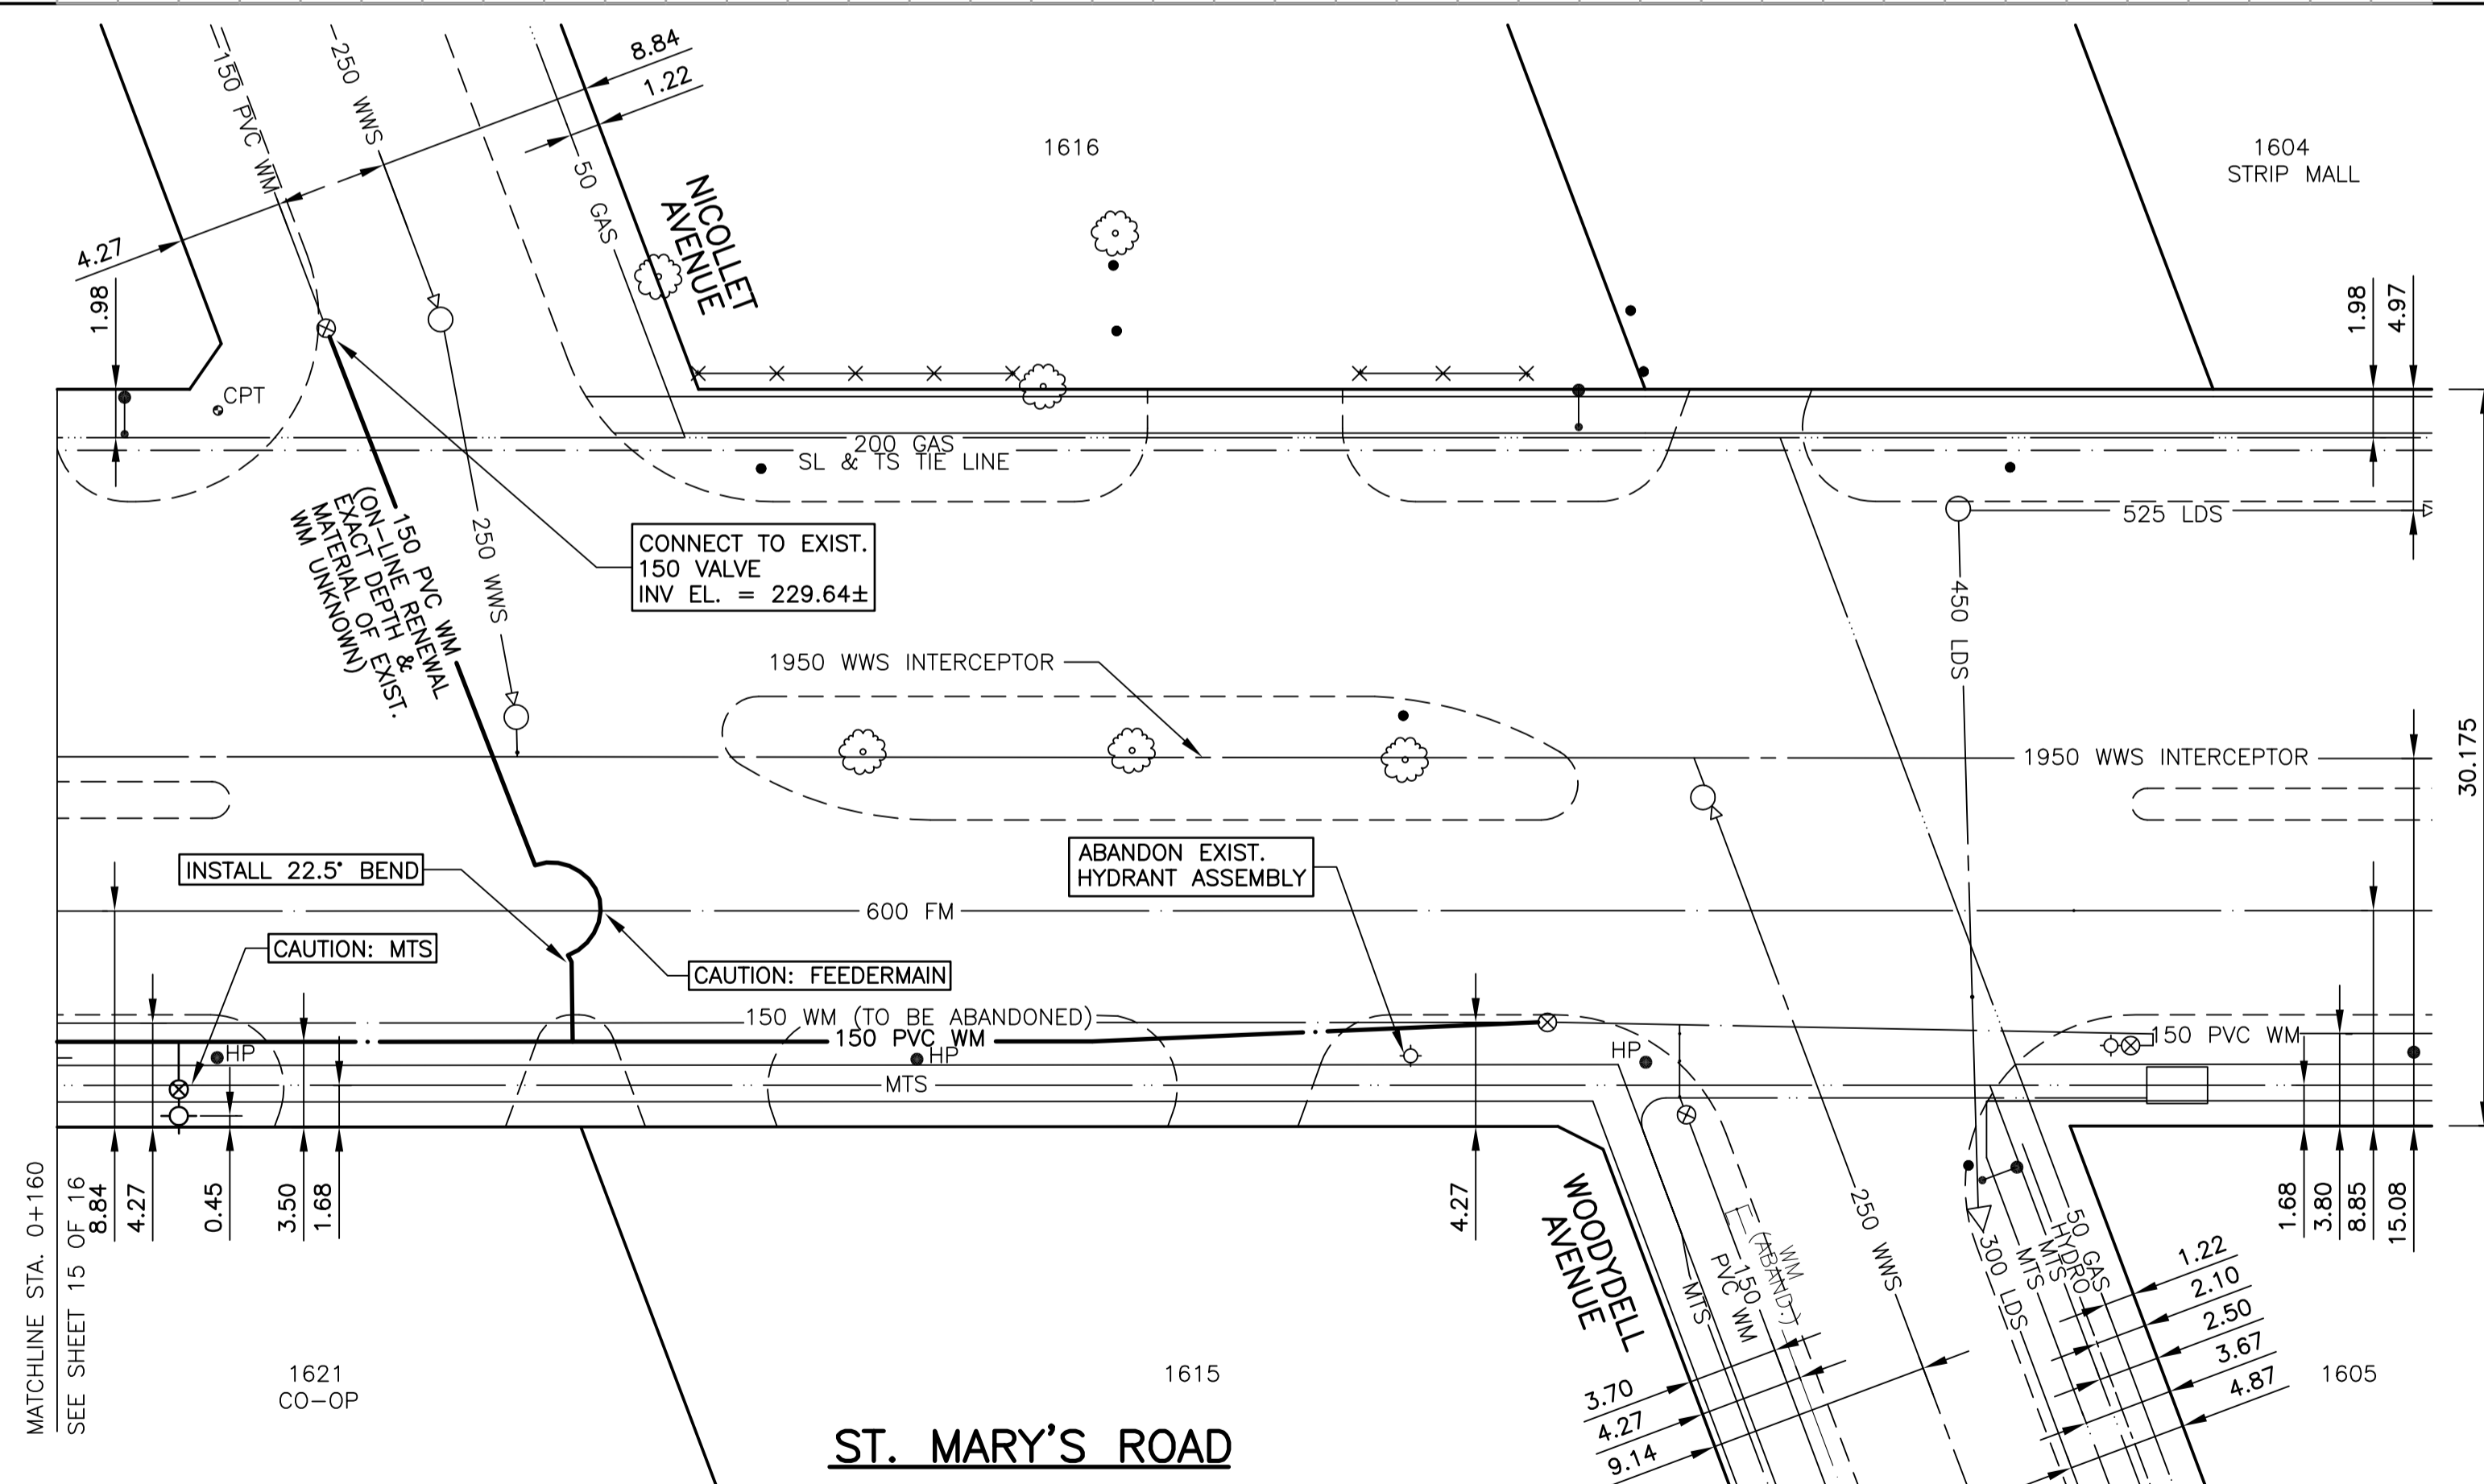 150 PVC WM
250 WWS
8.84
1.22
50 GAS
NICOLLET
AVENUE
1616
1604
STRIP MALL
4.27
1.98
CPT
1.98
4.97
200 GAS
SL & TS TIE LINE
525 LDS
150 PVC WM
(ON-LINE RENEWAL
EXACT DEPTH &
MATERIAL OF EXIST.
WM UNKNOWN)
250 WWS
CONNECT TO EXIST.
150 VALVE
INV EL. = 229.64±
450 LDS
1950 WWS INTERCEPTOR
1950 WWS INTERCEPTOR
30.175
INSTALL 22.5° BEND
ABANDON EXIST.
HYDRANT ASSEMBLY
600 FM
CAUTION: MTS
CAUTION: FEEDERMAIN
150 WM (TO BE ABANDONED)
150 PVC WM
150 PVC WM
HP
HP
HP
MTS
MATCHLINE STA. 0+160
SEE SHEET 15 OF 16
8.84
4.27
0.45
3.50
1.68
4.27
WOODYDELL
AVENUE
MTS
150
PVC WM
WM
(ABAND.)
250 WWS
300 LDS
MTS
MTS
HYDRO
50 GAS
1.68
3.80
8.85
15.08
1.22
2.10
2.50
3.67
4.87
3.70
4.27
9.14
1621
CO-OP
1615
1605
ST. MARY'S ROAD